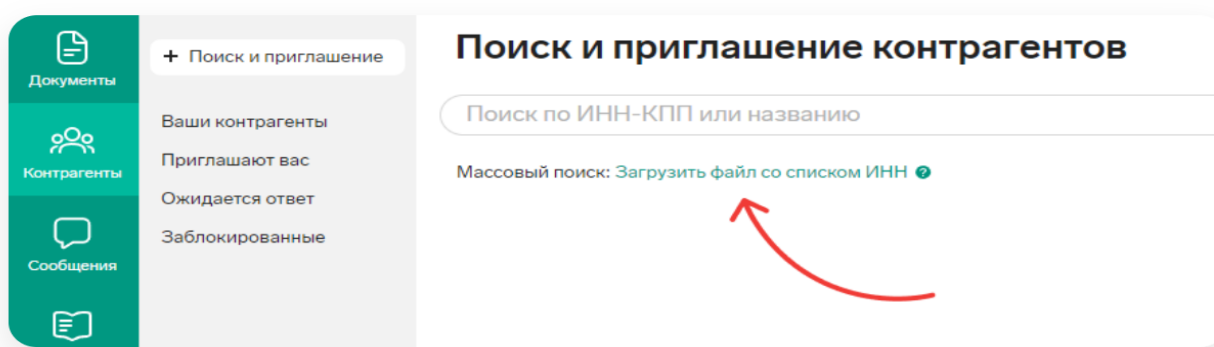 Документы
Контрагенты
Сообщения
+ Поиск и приглашение
Ваши контрагенты
Приглашают вас
Ожидается ответ
Заблокированные
Поиск и приглашение контрагентов
Поиск по ИНН-КПП или названию
Массовый поиск: Загрузить файл со списком ИНН ?